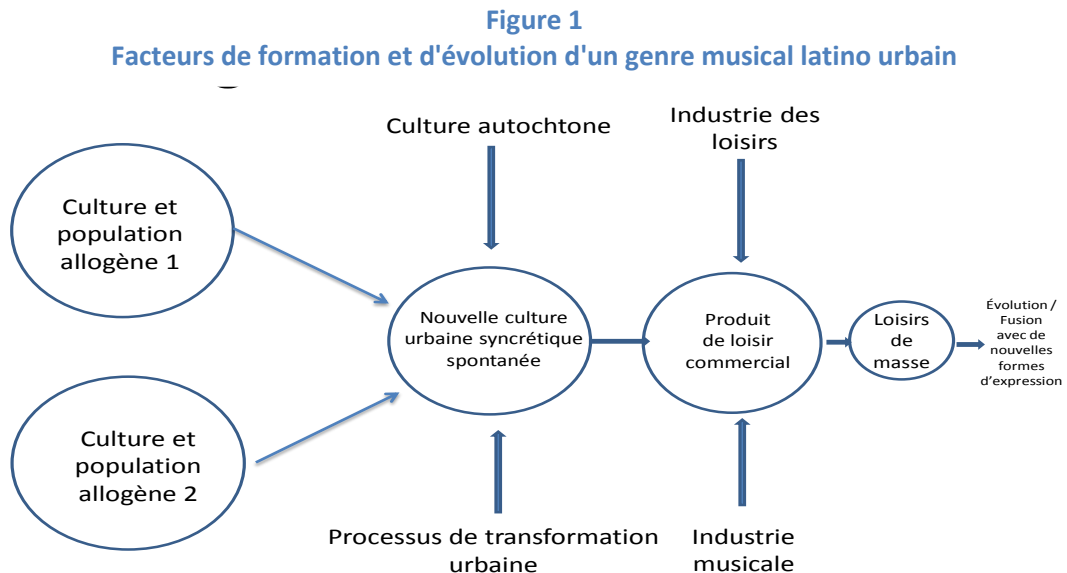 Figure 1
Facteurs de formation et d'évolution d'un genre musical latino urbain
Culture autochtone
Industrie des
loisirs
Culture et
population
allogène 1
Nouvelle culture
urbaine syncrétique
spontanée
Produit
de loisir
commercial
Loisirs
de
masse
Évolution /
Fusion
avec de
nouvelles
formes
d’expression
Culture et
population
allogène 2
Processus de transformation
urbaine
Industrie
musicale